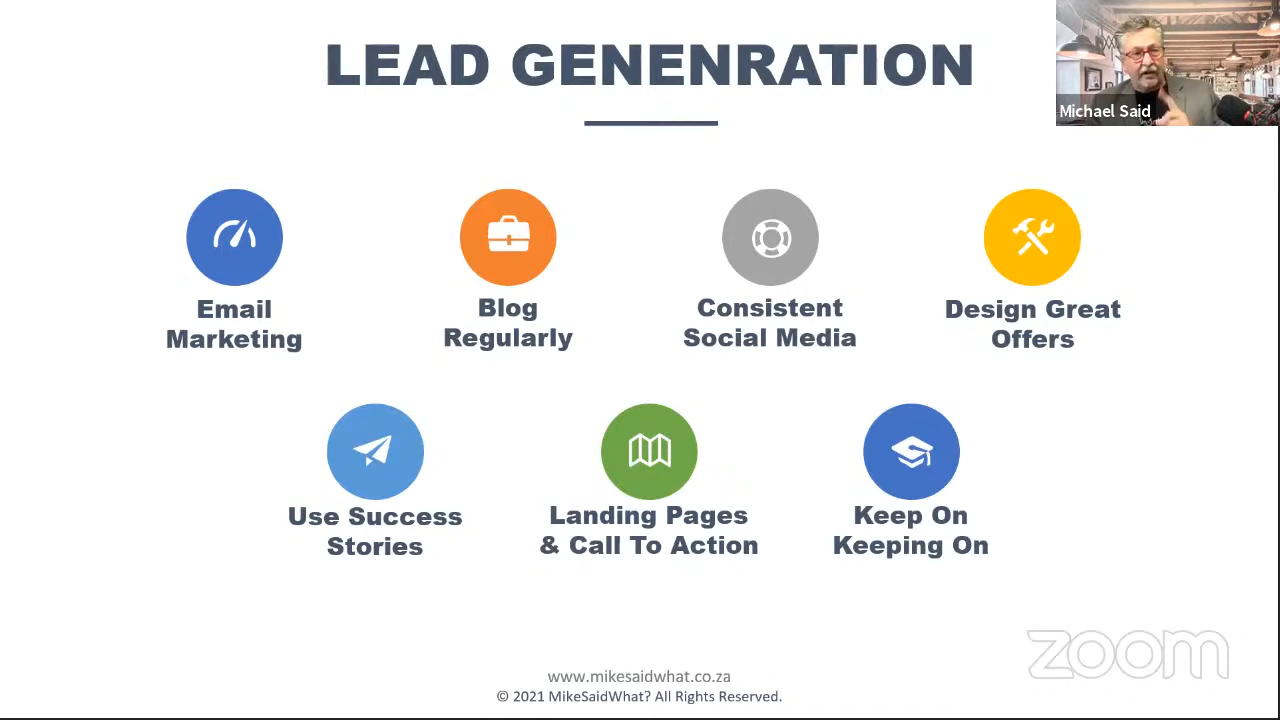 LEAD GENENRATION
Michael Said
Email
Marketing
Blog
Regularly
Consistent
Social Media
Design Great
Offers
Use Success
Stories
Landing Pages
& Call To Action
Keep On
Keeping On
zoom
www.mikesaidwhat.co.za
© 2021 MikeSaidWhat? All Rights Reserved.